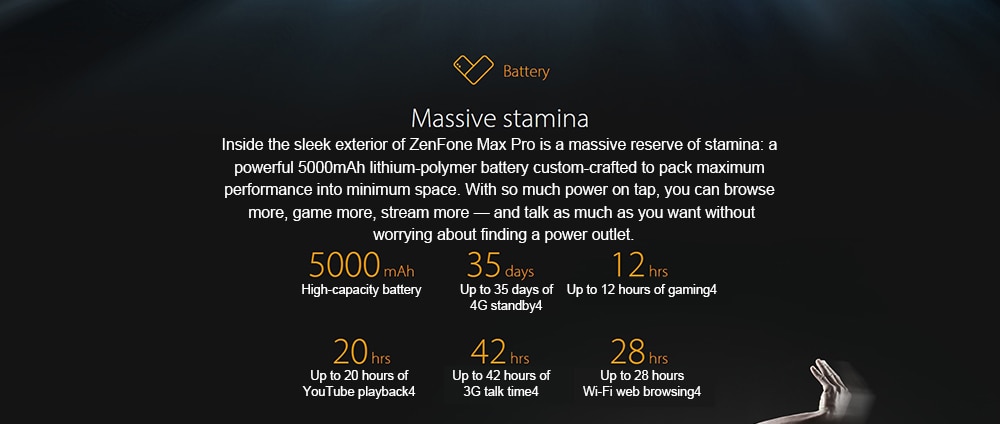 Battery
Massive stamina
Inside the sleek exterior of ZenFone Max Pro is a massive reserve of stamina: a
powerful 5000mAh lithium-polymer battery custom-crafted to pack maximum
performance into minimum space. With so much power on tap, you can browse
more, game more, stream more — and talk as much as you want without
worrying about finding a power outlet.
5000 mAh
High-capacity battery
35 days
Up to 35 days of
4G standby4
12 hrs
Up to 12 hours of gaming4
20 hrs
Up to 20 hours of
YouTube playback4
42 hrs
Up to 42 hours of
3G talk time4
28 hrs
Up to 28 hours
Wi-Fi web browsing4